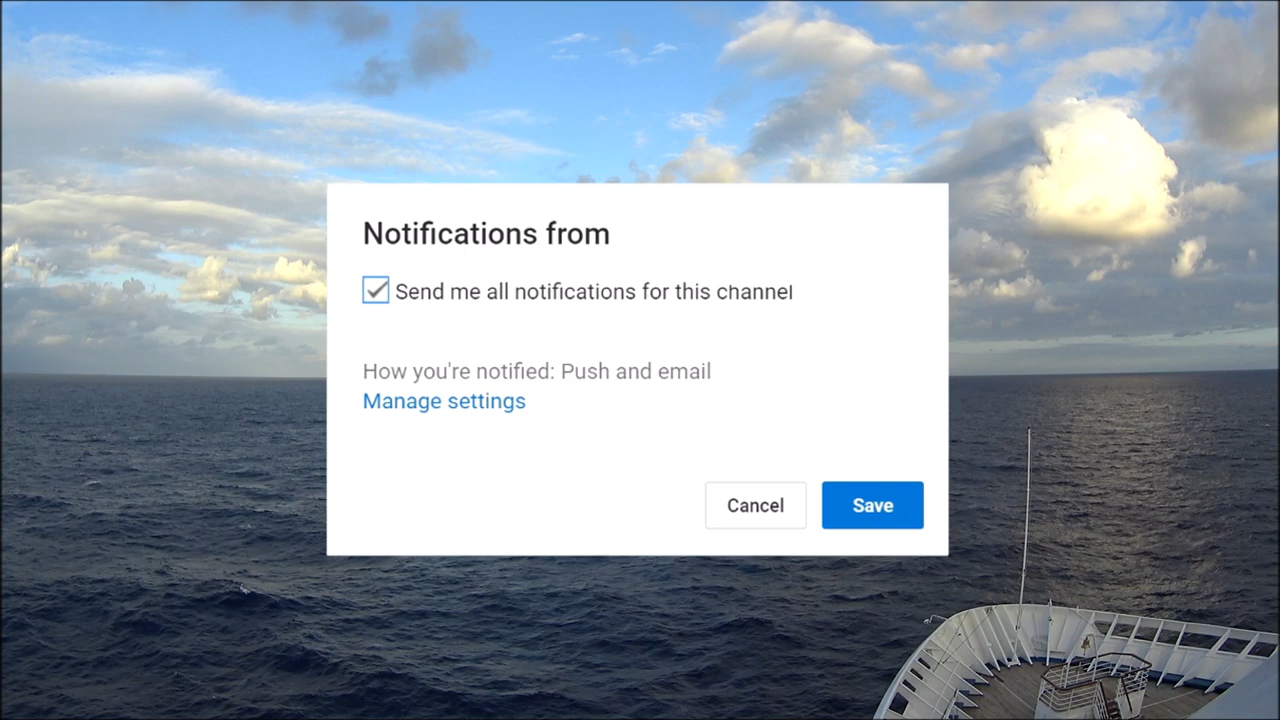 Notifications from
Send me all notifications for this channel
How you're notified: Push and email
Manage settings
Cancel
Save